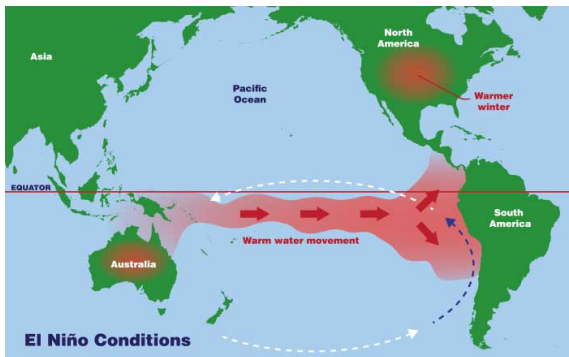 North
America
Asia
Pacific
Ocean
Warmer
winter
EQUATOR
South
America
Warm water movement
Australia
El Niño Conditions